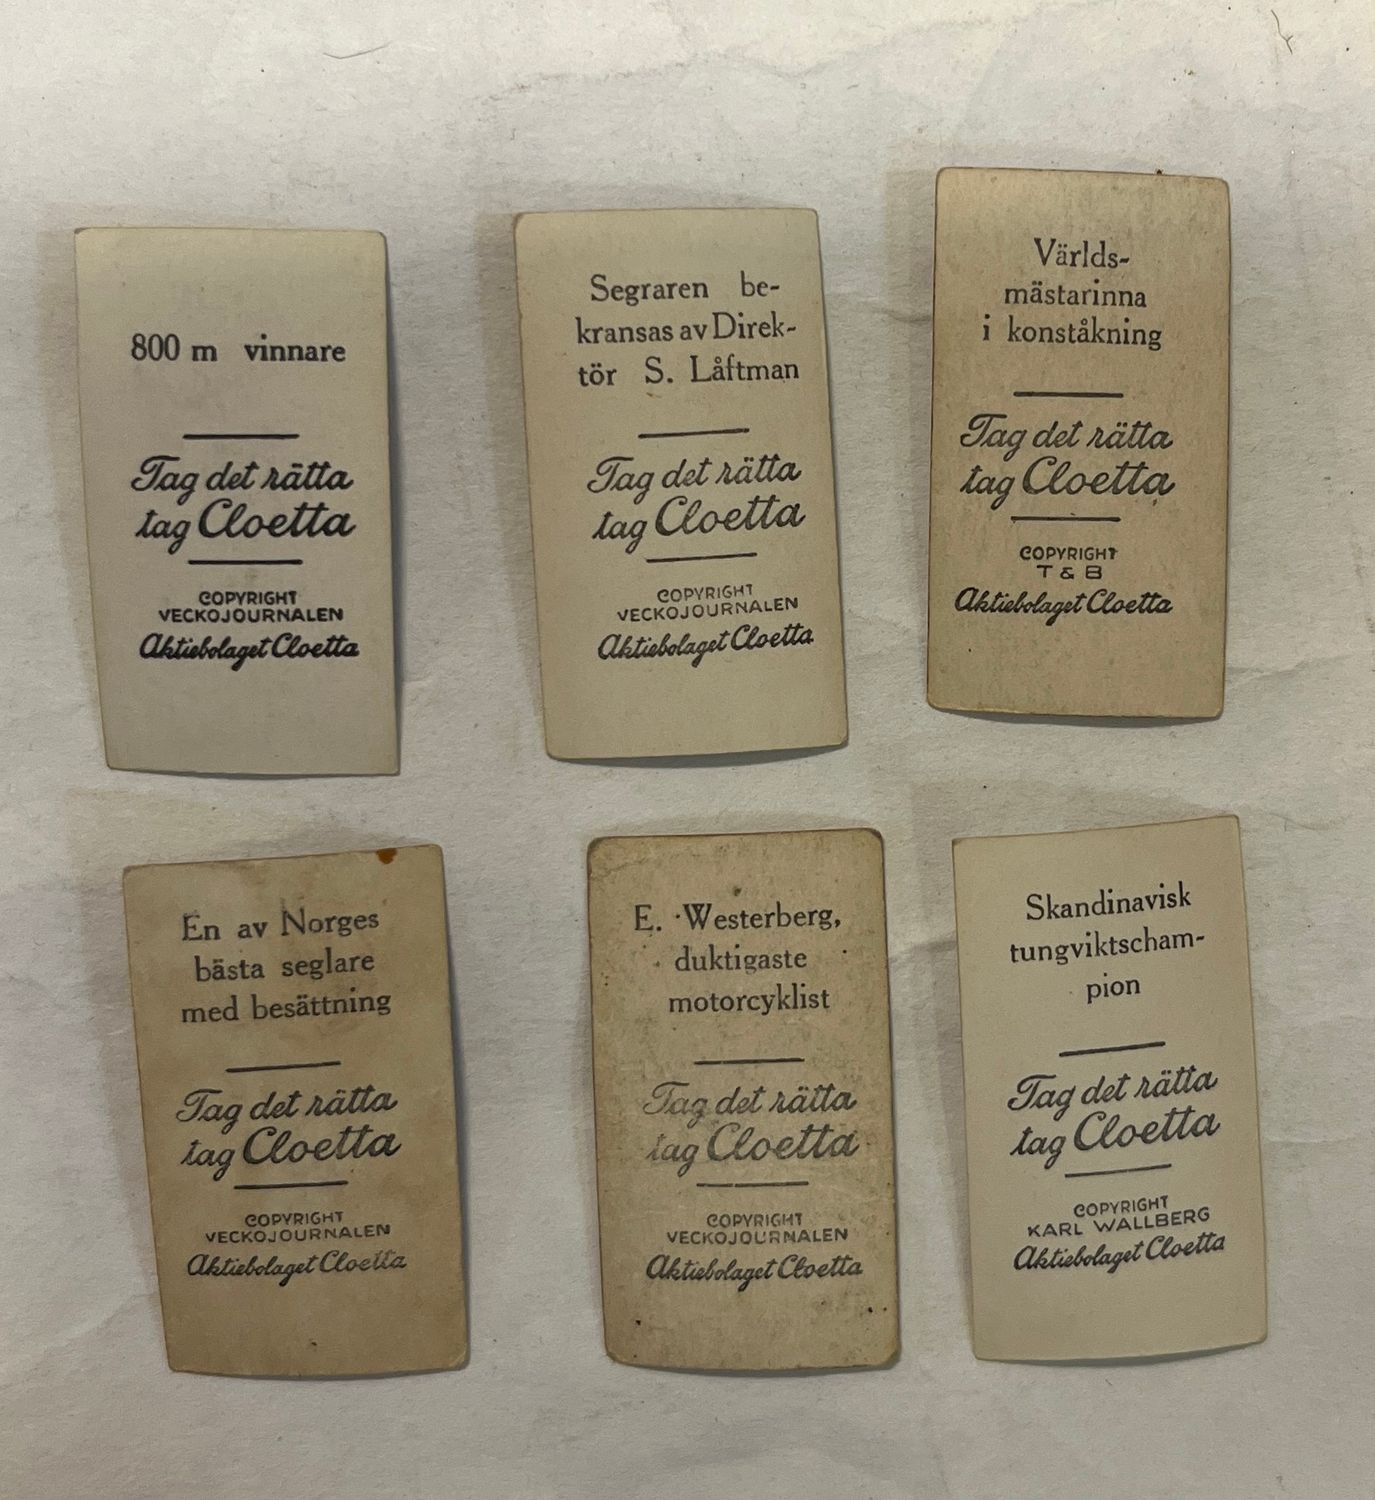 800 m vinnare
Tag det rätta
tag Cloetta
COPYRIGHT
VECKOJOURNALEN
Aktiebolaget Cloetta
Segraren be-
kransas av Direk-
tör S. Låftman
Tag det rätta
tag Cloetta
COPYRIGHT
VECKOJOURNALEN
Aktiebolaget Cloetta
Världs-
mästarinna
i konståkning
Tag det rätta
tag Cloetta
COPYRIGHT
T & B
Aktiebolaget Cloetta
En av Norges
bästa seglare
med besättning
Tag det rätta
tag Cloetta
COPYRIGHT
VECKOJOURNALEN
Aktiebolaget Cloetta
E. Westerberg,
duktigaste
motorcyklist
Tag det rätta
tag Cloetta
COPYRIGHT
VECKOJOURNALEN
Aktiebolaget Cloetta
Skandinavisk
tungviktscham-
pion
Tag det rätta
tag Cloetta
COPYRIGHT
KARL WALLBERG
Aktiebolaget Cloetta